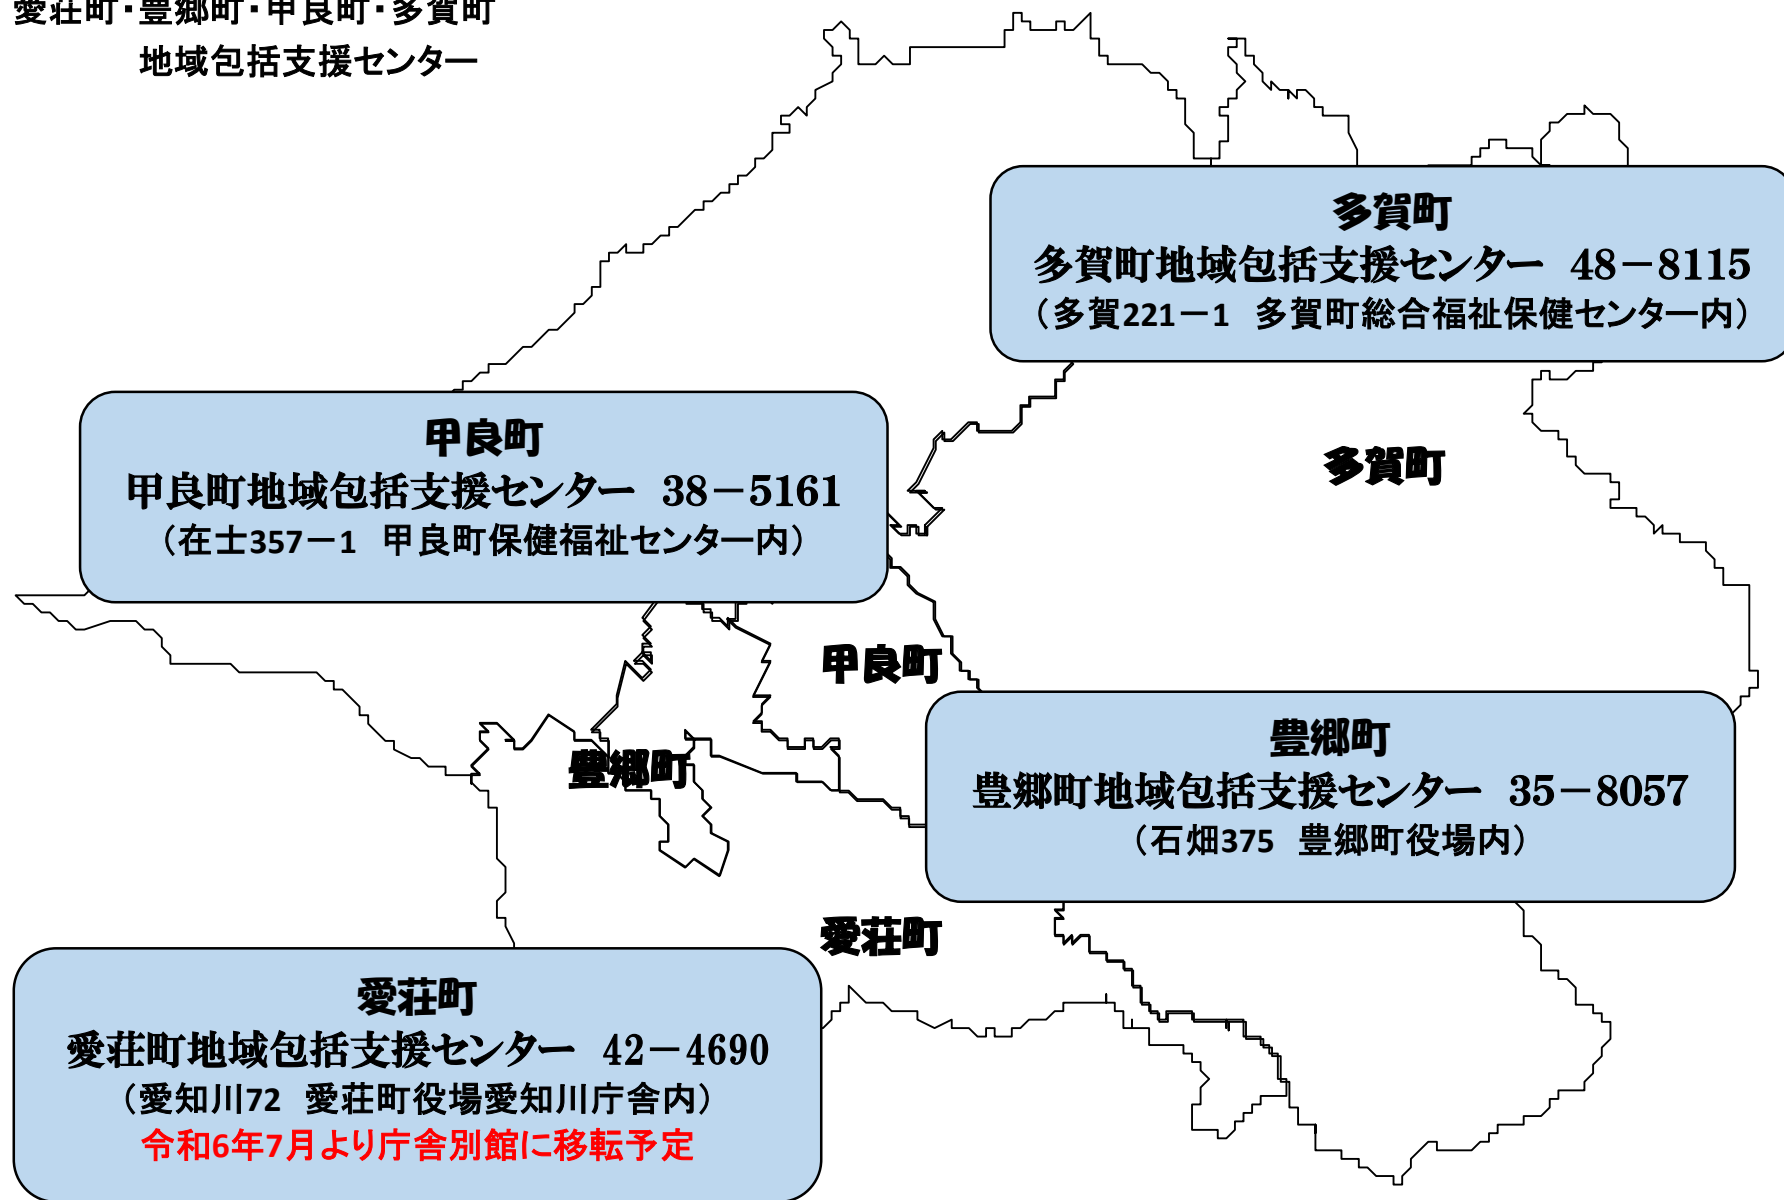 愛荘町・豊郷町・甲良町・多賀町
地域包括支援センター
多賀町
多賀町地域包括支援センター 48－8115
（多賀221－1　多賀町総合福祉保健センター内）
甲良町
甲良町地域包括支援センター 38－5161
（在士357－1　甲良町保健福祉センター内）
多賀町
甲良町
豊郷町
豊郷町
豊郷町地域包括支援センター 35－8057
（石畑375　豊郷町役場内）
愛荘町
愛荘町
愛荘町地域包括支援センター 42－4690
（愛知川72　愛荘町役場愛知川庁舎内）
令和6年7月より庁舎別館に移転予定